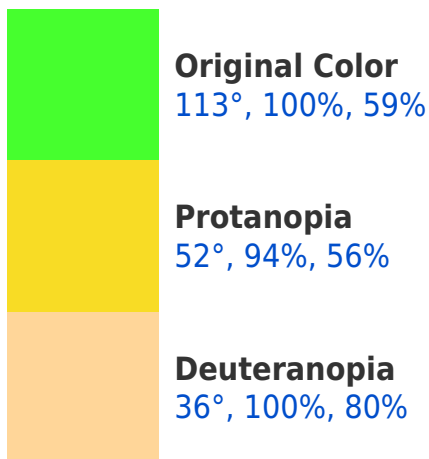 Original Color
113°, 100%, 59%
Protanopia
52°, 94%, 56%
Deuteranopia
36°, 100%, 80%